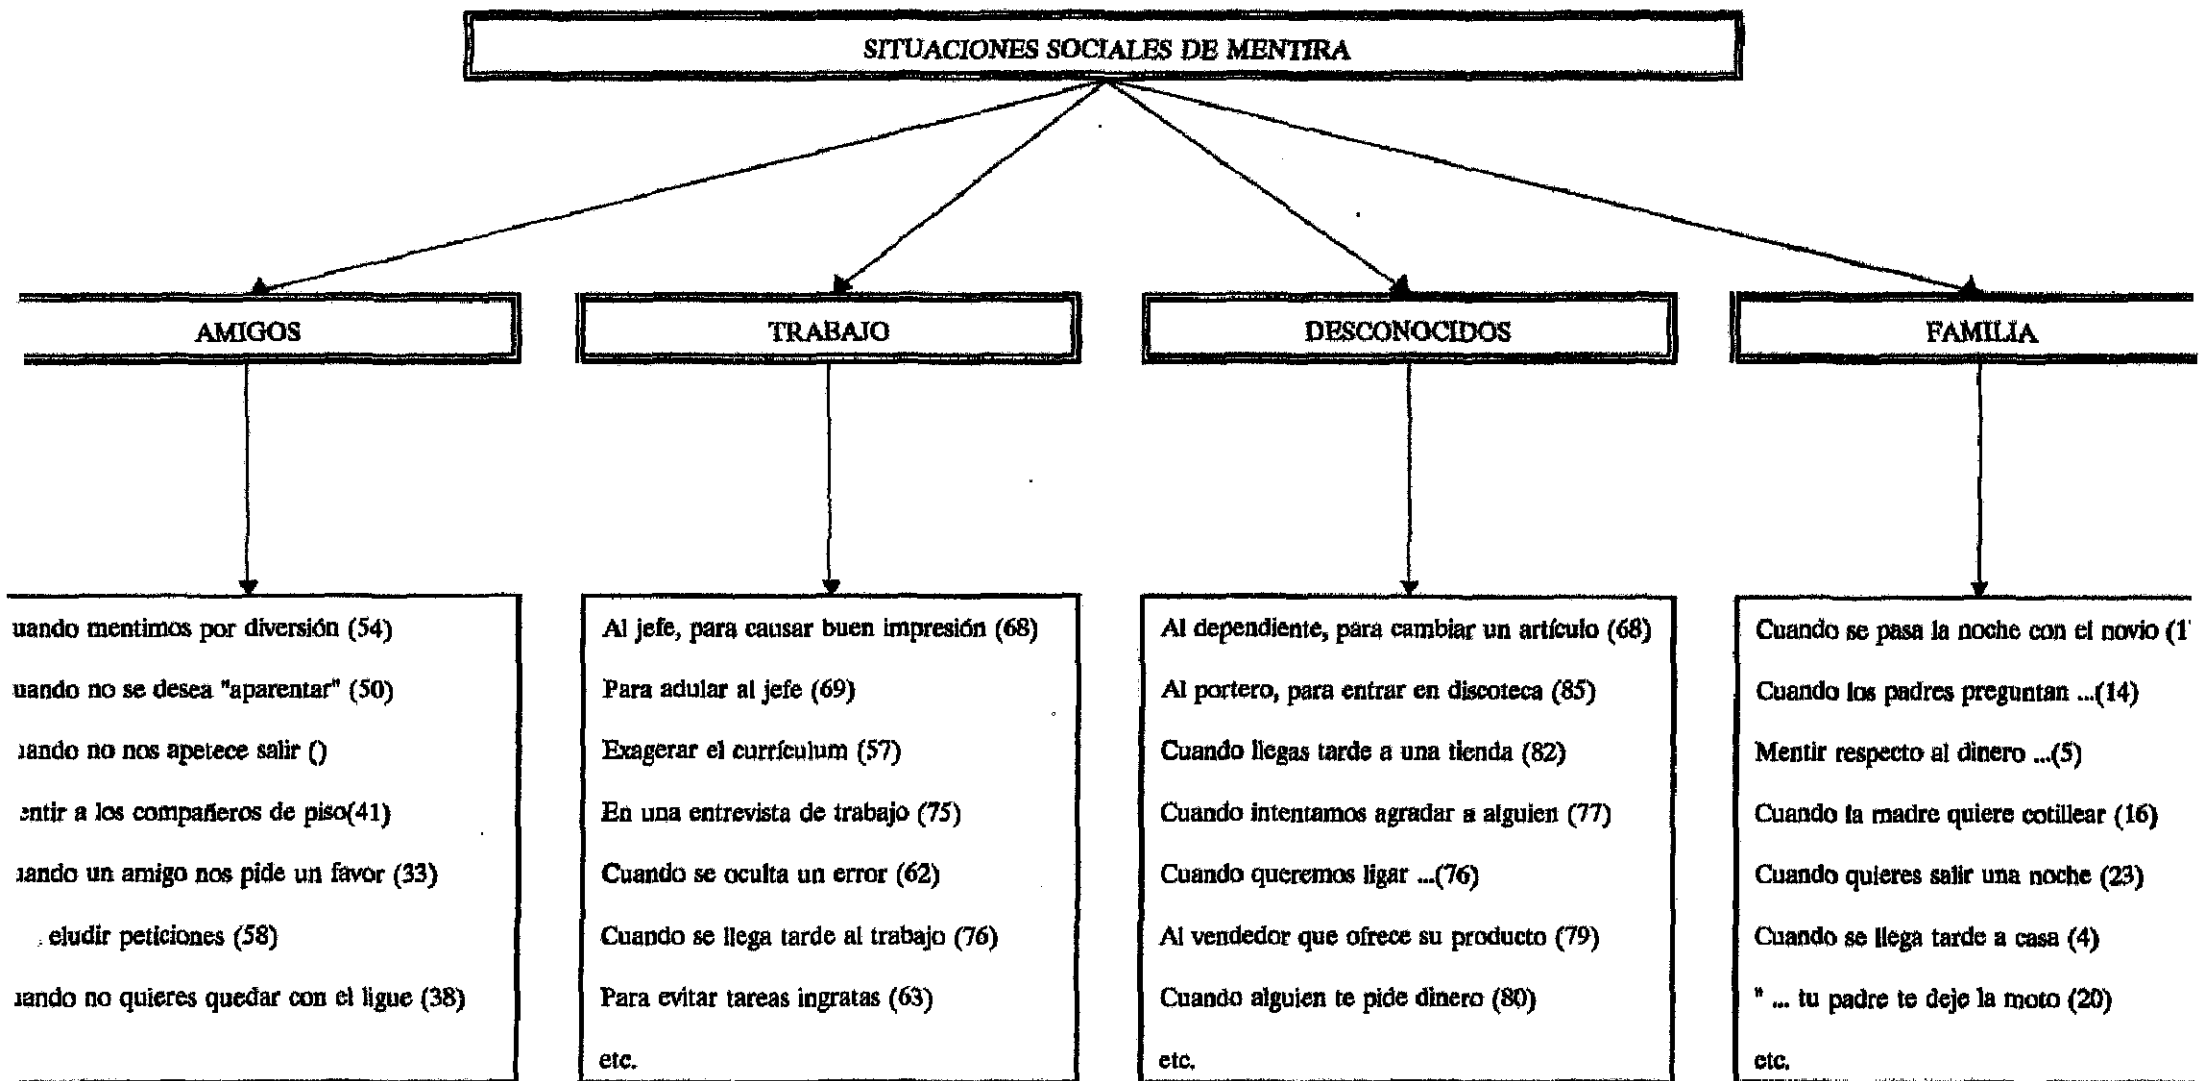 SITUACIONES SOCIALES DE MENTIRA
AMIGOS
uando mentimos por diversión (54)
uando no se desea "aparentar" (50)
iando no nos apetece salir ()
entir a los compañeros de piso(41)
iando un amigo nos pide un favor (33)
eludir peticiones (58)
iando no quieres quedar con el ligue (38)
TRABAJO
Al jefe, para causar buen impresión (68)
Para adular al jefe (69)
Exagerar el currículum (57)
En una entrevista de trabajo (75)
Cuando se oculta un error (62)
Cuando se llega tarde al trabajo (76)
Para evitar tareas ingratas (63)
etc.
DESCONOCIDOS
Al dependiente, para cambiar un artículo (68)
Al portero, para entrar en discoteca (85)
Cuando llegas tarde a una tienda (82)
Cuando intentamos agradar a alguien (77)
Cuando queremos ligar ...(76)
Al vendedor que ofrece su producto (79)
Cuando alguien te pide dinero (80)
etc.
FAMILIA
Cuando se pasa la noche con el novio (1
Cuando los padres preguntan ...(14)
Mentir respecto al dinero ...(5)
Cuando la madre quiere cotillear (16)
Cuando quieres salir una noche (23)
Cuando se llega tarde a casa (4)
" ... tu padre te deje la moto (20)
etc.